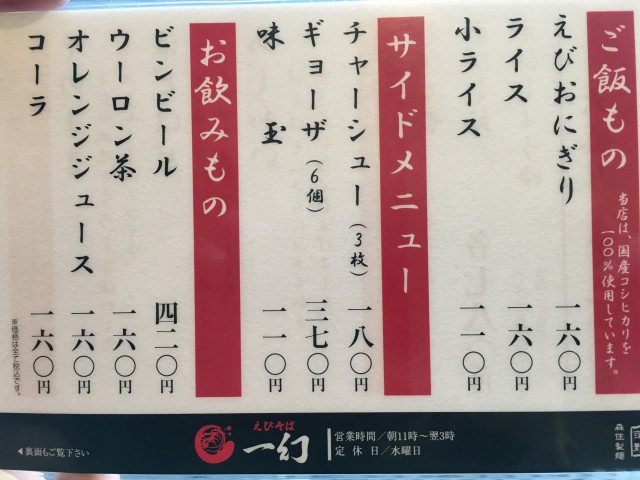 ご飯もの
当店は、国産コシヒカリを
一〇〇%使用しています。
えびおにぎり 一六〇円
ライス 一六〇円
小ライス 一一〇円
サイドメニュー
チャーシュー（3枚） 一八〇円
ギョーザ（6個） 三七〇円
味玉 一一〇円
お飲みもの
ビンビール 四二〇円
ウーロン茶 一六〇円
オレンジジュース 一六〇円
コーラ 一六〇円
※価格は全て税込です。
◀裏面もご覧下さい
えびそば
一幻
営業時間／朝11時～翌3時
定休日／水曜日
森住製麺